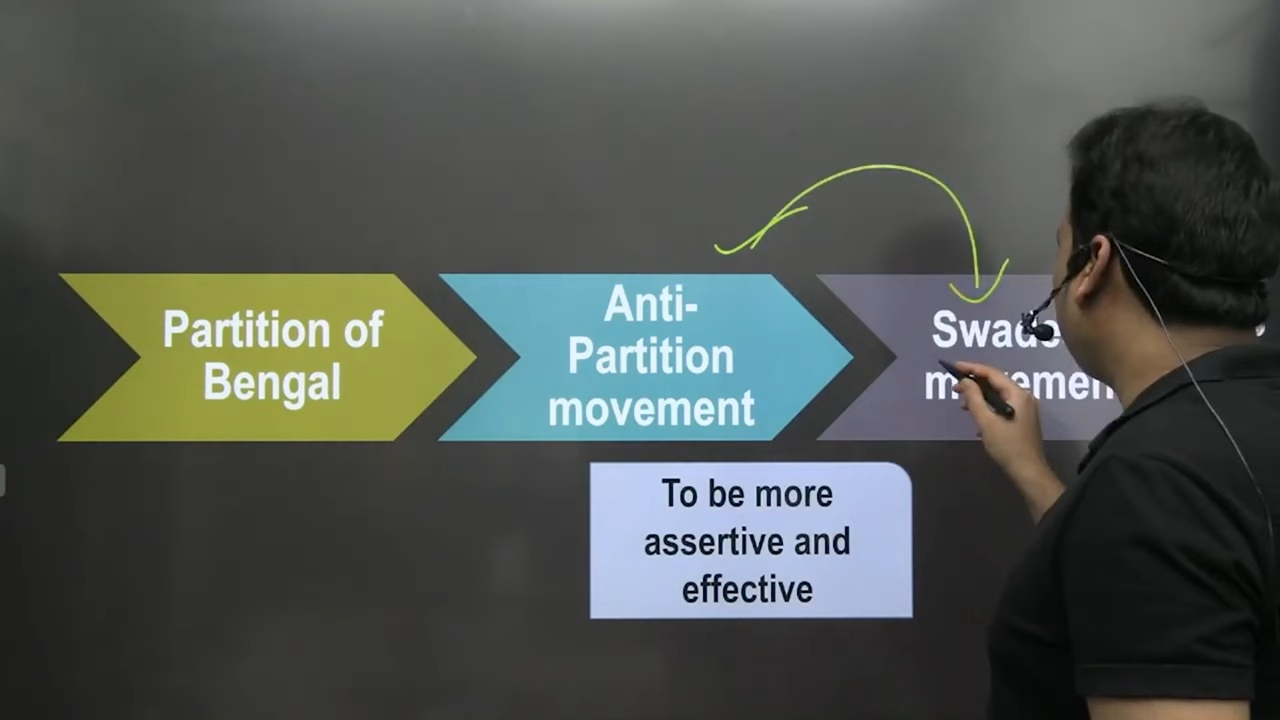 Partition of
Bengal
Anti-
Partition
movement
To be more
assertive and
effective